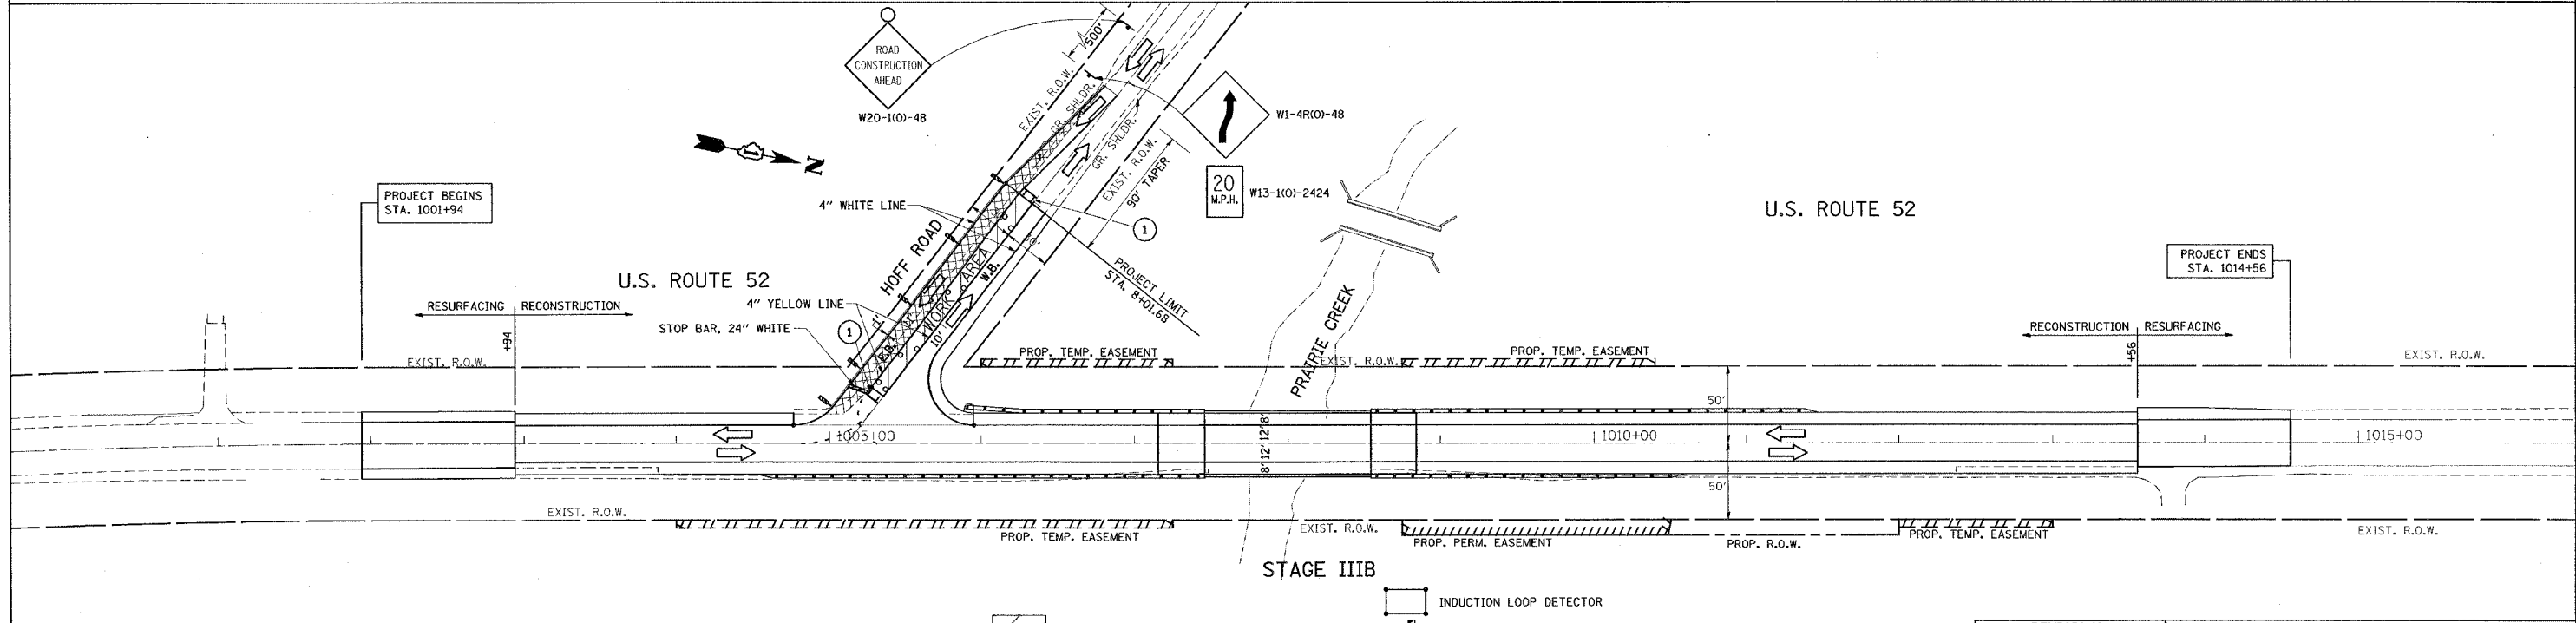 500'
ROAD
CONSTRUCTION
AHEAD
W20-1(O)-48
EXIST. R.O.W.
GR. SHLDR.
GR. SHLDR.
EXIST. R.O.W.
90' TAPER
W1-4R(O)-48
20
M.P.H.
W13-1(O)-2424
N
PROJECT BEGINS
STA. 1001+94
4" WHITE LINE
HOFF ROAD
1
U.S. ROUTE 52
U.S. ROUTE 52
PROJECT ENDS
STA. 1014+56
PROJECT LIMIT
STA. 8+01.68
WORK AREA
W.B.
E.B.
10'
11'
4" YELLOW LINE
STOP BAR, 24" WHITE
1
RESURFACING
RECONSTRUCTION
+94
EXIST. R.O.W.
PROP. TEMP. EASEMENT
EXIST. R.O.W.
PRAIRIE CREEK
PROP. TEMP. EASEMENT
RECONSTRUCTION
RESURFACING
+56
EXIST. R.O.W.
50'
1005+00
8' 12' 12' 8'
1010+00
1015+00
50'
EXIST. R.O.W.
PROP. TEMP. EASEMENT
EXIST. R.O.W.
PROP. PERM. EASEMENT
PROP. R.O.W.
PROP. TEMP. EASEMENT
EXIST. R.O.W.
STAGE IIIB
INDUCTION LOOP DETECTOR